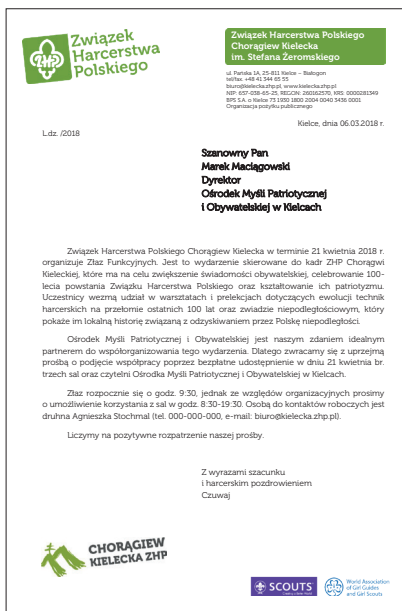 Związek
Harcerstwa
Polskiego
Związek Harcerstwa Polskiego
Chorągiew Kielecka
im. Stefana Żeromskiego
ul. Pańska 1A, 25-811 Kielce – Białogon
tel/fax. +48 41 344 65 55
biuro@kielecka.zhp.pl, www.kielecka.zhp.pl
NIP: 657-038-65-25, REGON: 260162570, KRS: 0000281349
BPS S.A. o Kielce 73 1930 1800 2004 0040 3436 0001
Organizacja pożytku publicznego
Kielce, dnia 06.03.2018 r.
L.dz. /2018
Szanowny Pan
Marek Maciągowski
Dyrektor
Ośrodek Myśli Patriotycznej
i Obywatelskiej w Kielcach
Związek Harcerstwa Polskiego Chorągiew Kielecka w terminie 21 kwietnia 2018 r.
organizuje Złaz Funkcyjnych. Jest to wydarzenie skierowane do kadr ZHP Chorągwi
Kieleckiej, które ma na celu zwiększenie świadomości obywatelskiej, celebrowanie 100-
lecia powstania Związku Harcerstwa Polskiego oraz kształtowanie ich patriotyzmu.
Uczestnicy wezmą udział w warsztatach i prelekcjach dotyczących ewolucji technik
harcerskich na przełomie ostatnich 100 lat oraz zwiadzie niepodległościowym, który
pokaże im lokalną historię związaną z odzyskiwaniem przez Polskę niepodległości.
Ośrodek Myśli Patriotycznej i Obywatelskiej jest naszym zdaniem idealnym
partnerem do współorganizowania tego wydarzenia. Dlatego zwracamy się z uprzejmą
prośbą o podjęcie współpracy poprzez bezpłatne udostępnienie w dniu 21 kwietnia br.
trzech sal oraz czytelni Ośrodka Myśli Patriotycznej i Obywatelskiej w Kielcach.
Złaz rozpocznie się o godz. 9:30, jednak ze względów organizacyjnych prosimy
o umożliwienie korzystania z sal w godz. 8:30-19:30. Osobą do kontaktów roboczych jest
druhna Agnieszka Stochmal (tel. 000-000-000, e-mail: biuro@kielecka.zhp.pl).
Liczymy na pozytywne rozpatrzenie naszej prośby.
Z wyrazami szacunku
i harcerskim pozdrowieniem
Czuwaj
CHORĄGIEW
KIELECKA ZHP
SCOUTS
World Association
of Girl Guides
and Girl Scouts